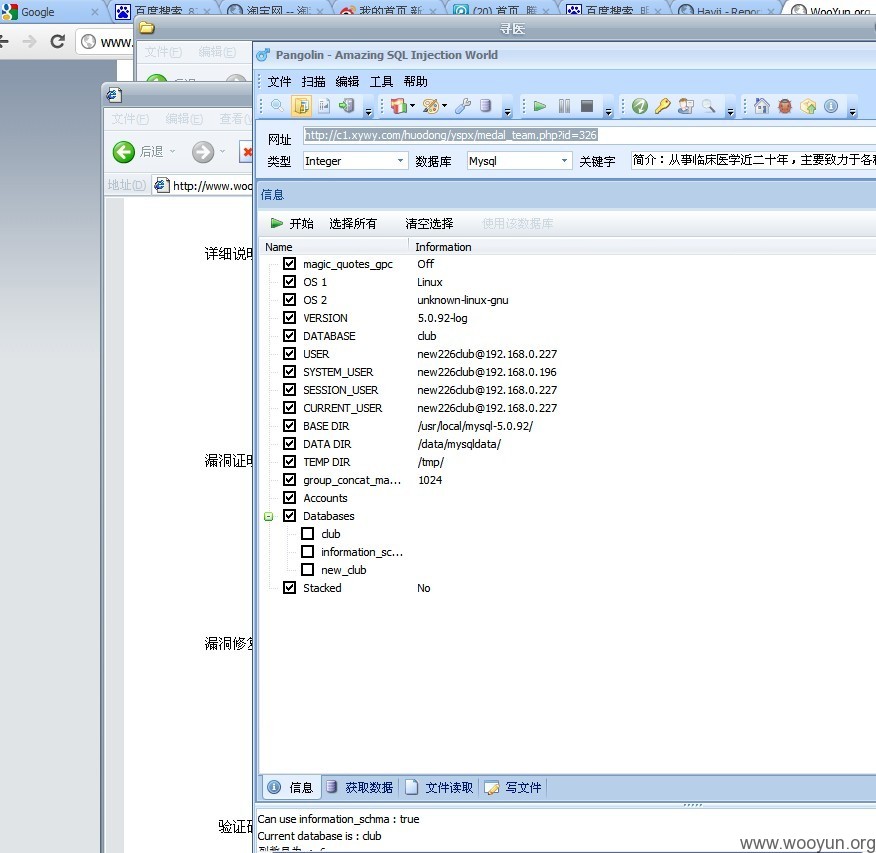 Google
百度搜索
淘宝网 -- 淘
我的首页 新
(20) 首页
百度搜索
Havij - Repor
WooYun.org
www.
寻医
文件(F) 编辑(E)
Pangolin - Amazing SQL Injection World
文件 扫描 编辑 工具 帮助
文件(F) 编辑(E) 查看
后退
网址 http://c1.xywy.com/huodong/yspx/medal_team.php?id=326
类型 Integer 数据库 Mysql 关键字 简介：从事临床医学近二十年，主要致力于各种
地址(D) http://www.woo
信息
开始 选择所有 清空选择 使用该数据库
Name Information
详细说明
magic_quotes_gpc Off
OS 1 Linux
OS 2 unknown-linux-gnu
VERSION 5.0.92-log
DATABASE club
USER new226club@192.168.0.227
SYSTEM_USER new226club@192.168.0.196
SESSION_USER new226club@192.168.0.227
CURRENT_USER new226club@192.168.0.227
BASE DIR /usr/local/mysql-5.0.92/
DATA DIR /data/mysqldata/
漏洞证明
TEMP DIR /tmp/
group_concat_ma... 1024
Accounts
Databases
club
information_sc...
new_club
Stacked No
漏洞修复
信息 获取数据 文件读取 写文件
验证码
Can use information_schma : true
Current database is : club
www.wooyun.org